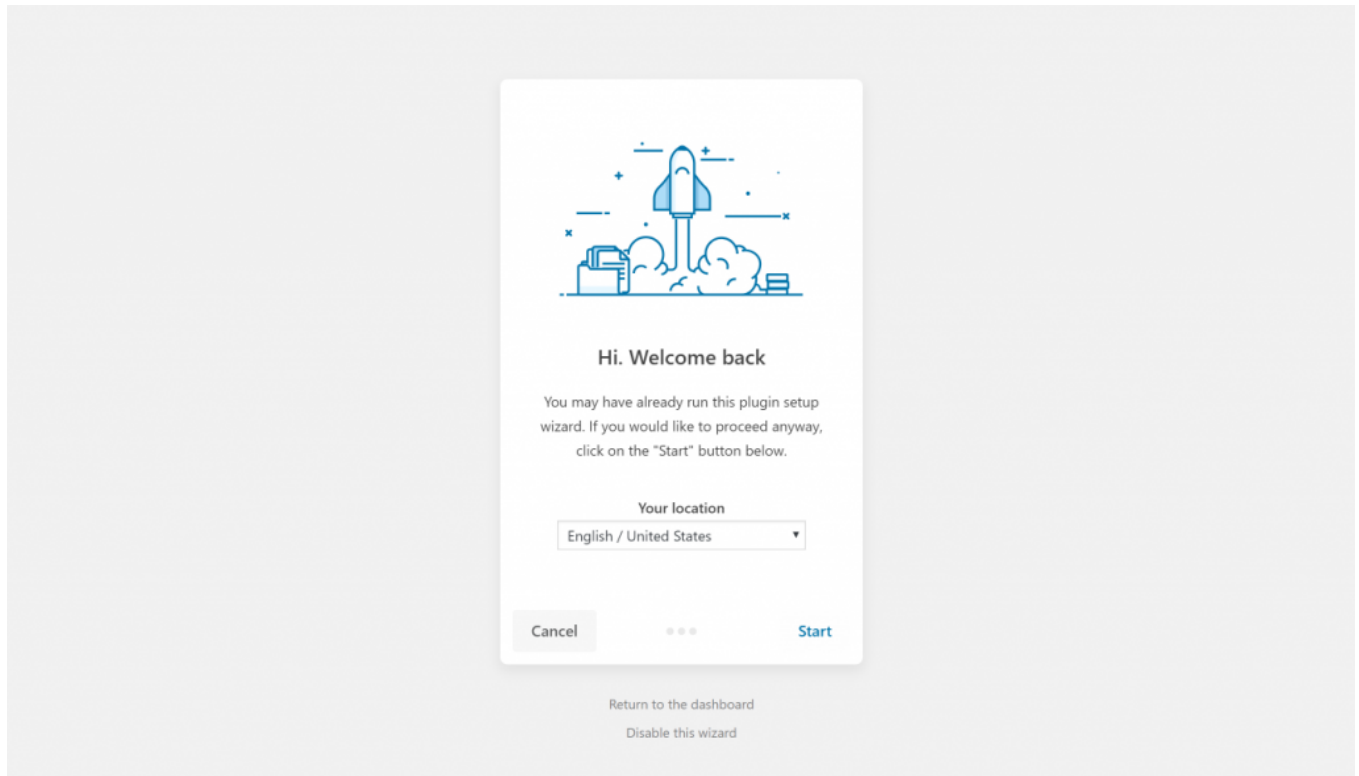 Hi. Welcome back
You may have already run this plugin setup
wizard. If you would like to proceed anyway,
click on the "Start" button below.
Your location
English / United States
Cancel
Start
Return to the dashboard
Disable this wizard